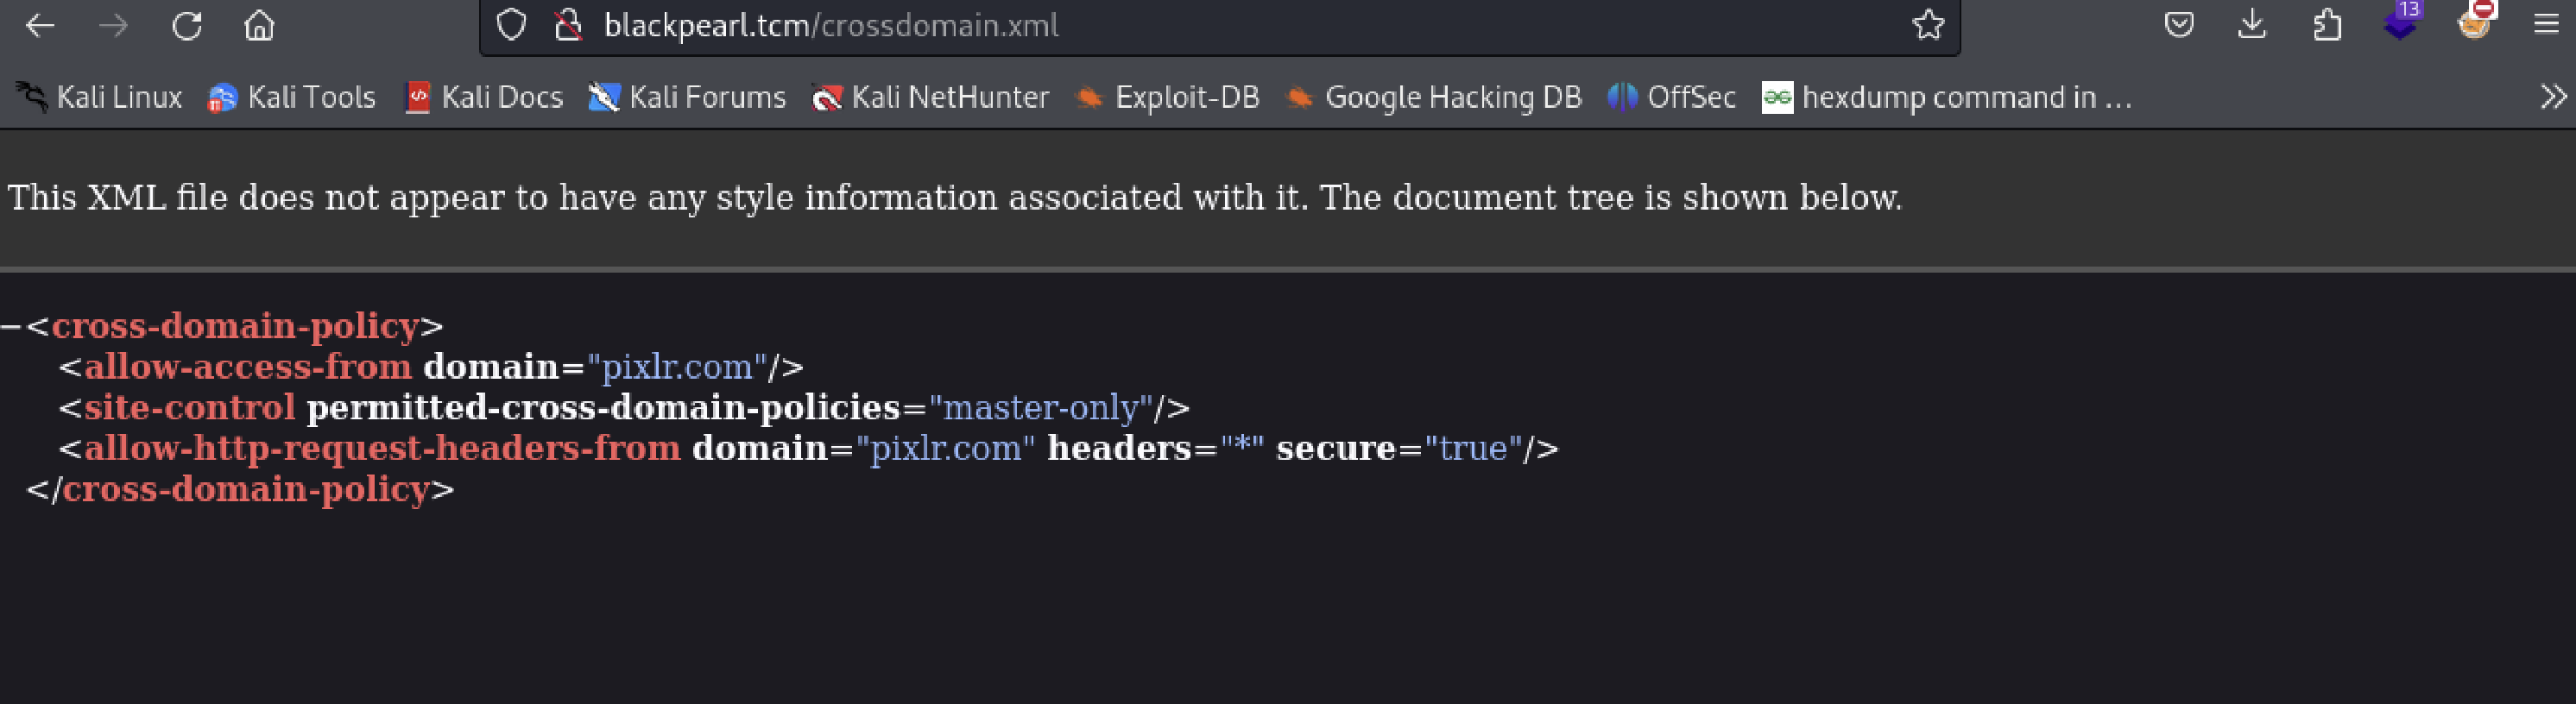 blackpearl.tcm/crossdomain.xml
13
Kali Linux Kali Tools Kali Docs Kali Forums Kali NetHunter Exploit-DB Google Hacking DB OffSec hexdump command in …
This XML file does not appear to have any style information associated with it. The document tree is shown below.
−<cross-domain-policy>
<allow-access-from domain="pixlr.com"/>
<site-control permitted-cross-domain-policies="master-only"/>
<allow-http-request-headers-from domain="pixlr.com" headers="*" secure="true"/>
</cross-domain-policy>